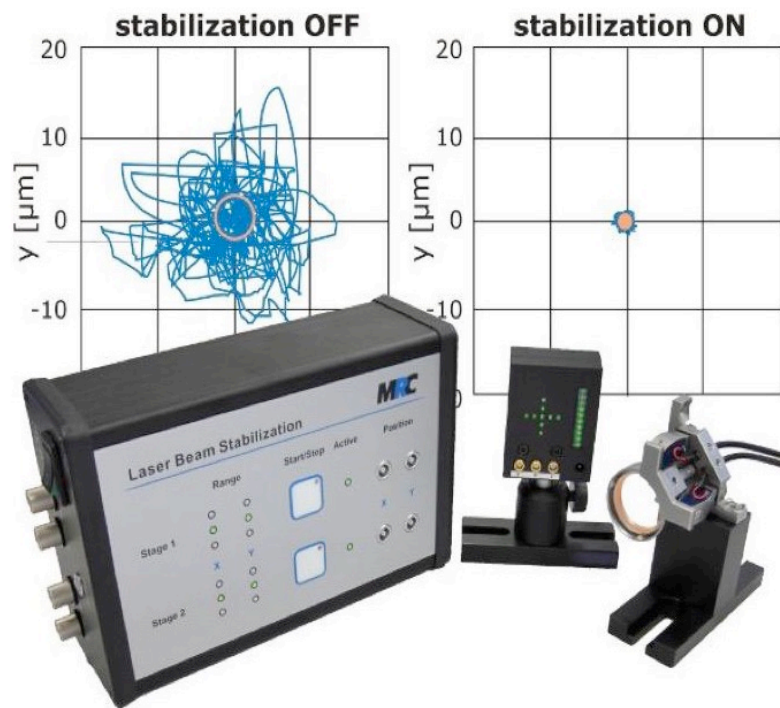 stabilization OFF
stabilization ON
20
20
10
10
y [µm]
y [µm]
0
0
-10
-10
MRC
Laser Beam Stabilization
Range
Start/Stop
Active
Position
Stage 1
X
Y
X
Y
Stage 2